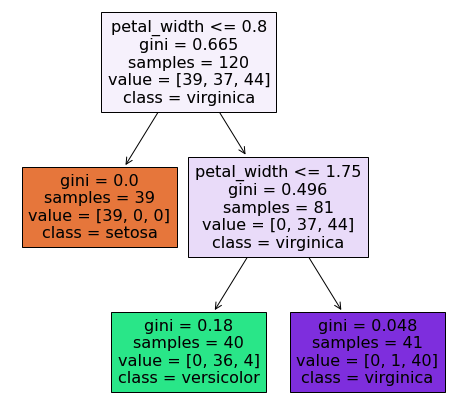 petal_width <= 0.8
gini = 0.665
samples = 120
value = [39, 37, 44]
class = virginica
gini = 0.0
samples = 39
value = [39, 0, 0]
class = setosa
petal_width <= 1.75
gini = 0.496
samples = 81
value = [0, 37, 44]
class = virginica
gini = 0.18
samples = 40
value = [0, 36, 4]
class = versicolor
gini = 0.048
samples = 41
value = [0, 1, 40]
class = virginica